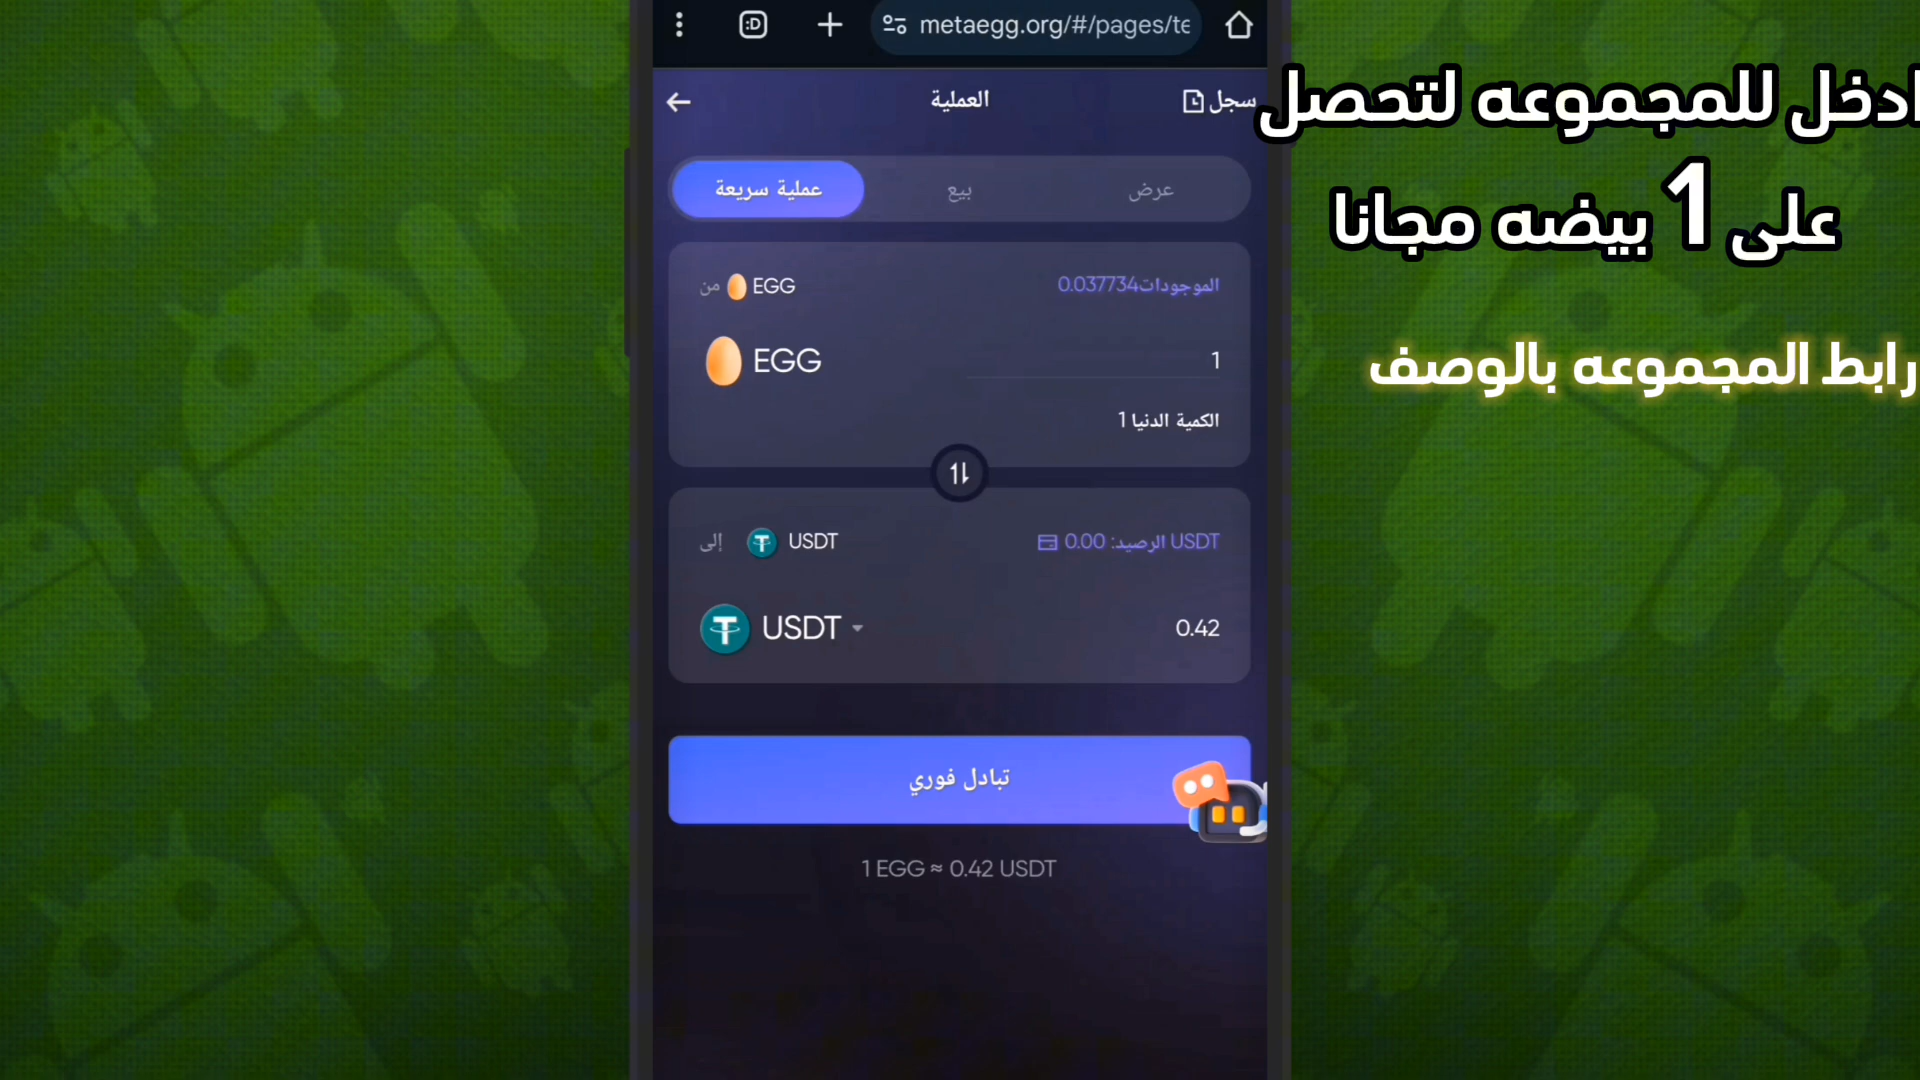 :D
metaegg.org/#/pages/te
العملية
سجل
عملية سريعة
بيع
عرض
من EGG
الموجودات0.037734
EGG
1
الكمية الدنيا 1
إلى USDT
USDT الرصيد: 0.00
USDT
0.42
تبادل فوري
1 EGG ≈ 0.42 USDT
ادخل للمجموعه لتحصل
على 1 بيضه مجانا
رابط المجموعه بالوصف